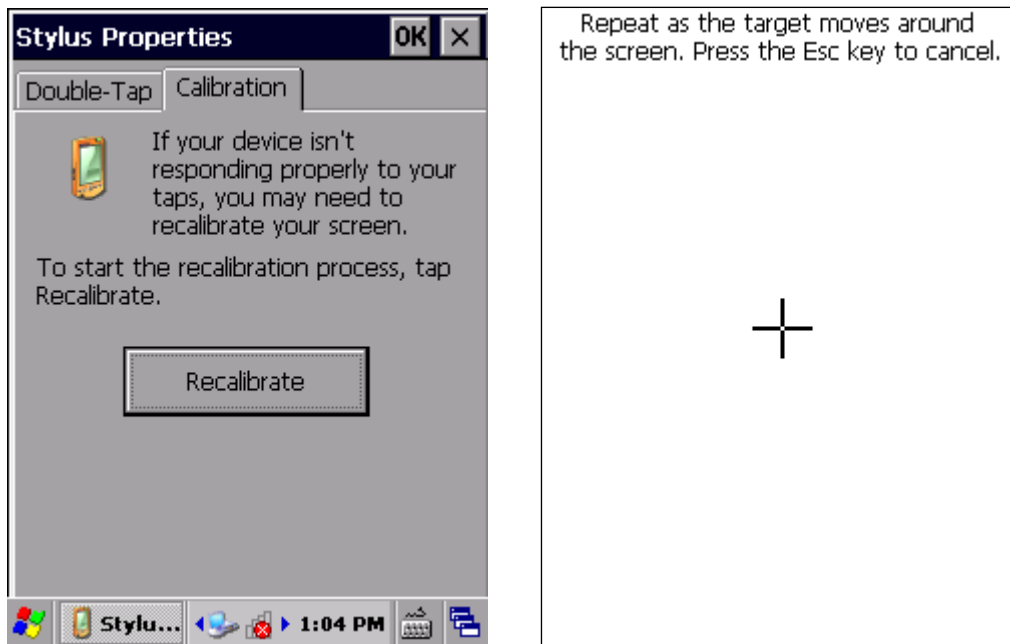 Stylus Properties OK ×
Double-Tap Calibration
If your device isn't
responding properly to your
taps, you may need to
recalibrate your screen.
To start the recalibration process, tap
Recalibrate.
Recalibrate
Stylu... 1:04 PM
Repeat as the target moves around
the screen. Press the Esc key to cancel.